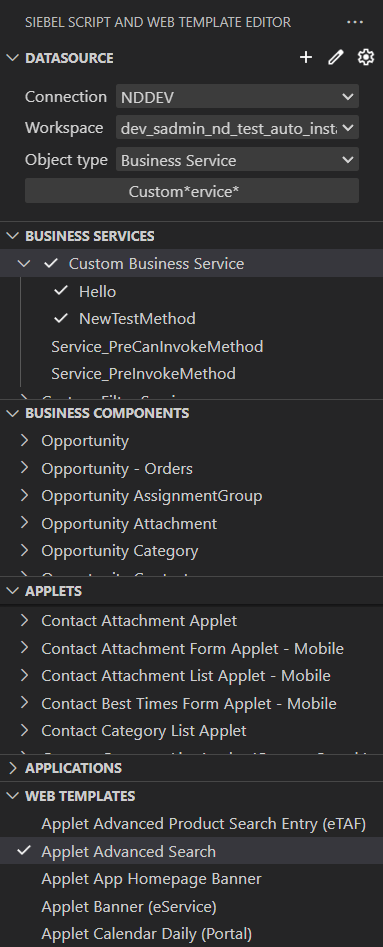 SIEBEL SCRIPT AND WEB TEMPLATE EDITOR
DATASOURCE
Connection NDDEV
Workspace dev_sadmin_nd_test_auto_insta
Object type Business Service
Custom*ervice*
BUSINESS SERVICES
Custom Business Service
Hello
NewTestMethod
Service_PreCanInvokeMethod
Service_PreInvokeMethod
BUSINESS COMPONENTS
Opportunity
Opportunity - Orders
Opportunity AssignmentGroup
Opportunity Attachment
Opportunity Category
APPLETS
Contact Attachment Applet
Contact Attachment Form Applet - Mobile
Contact Attachment List Applet - Mobile
Contact Best Times Form Applet - Mobile
Contact Category List Applet
APPLICATIONS
WEB TEMPLATES
Applet Advanced Product Search Entry (eTAF)
Applet Advanced Search
Applet App Homepage Banner
Applet Banner (eService)
Applet Calendar Daily (Portal)